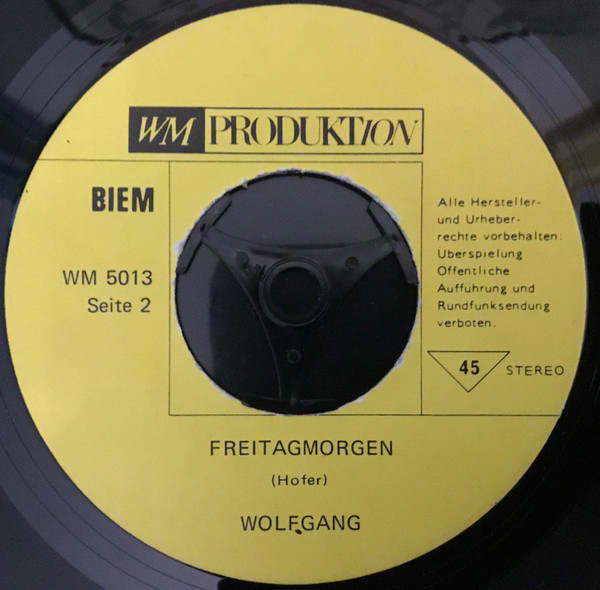 WM PRODUKTION
BIEM
WM 5013
Seite 2
Alle Hersteller-
und Urheber-
rechte vorbehalten:
Überspielung
Öffentliche
Aufführung und
Rundfunksendung
verboten.
45 STEREO
FREITAGMORGEN
(Hofer)
WOLFGANG